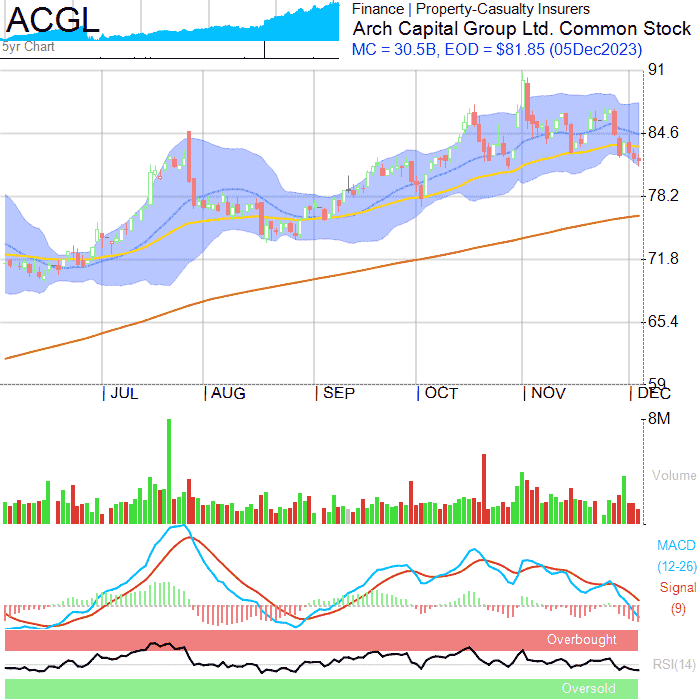 ACGL
5yr Chart
Finance | Property-Casualty Insurers
Arch Capital Group Ltd. Common Stock
MC = 30.5B, EOD = $81.85 (05Dec2023)
91
84.6
78.2
71.8
65.4
59
JUL AUG SEP OCT NOV DEC
8M
Volume
MACD
(12-26)
Signal
(9)
Overbought
RSI(14)
Oversold